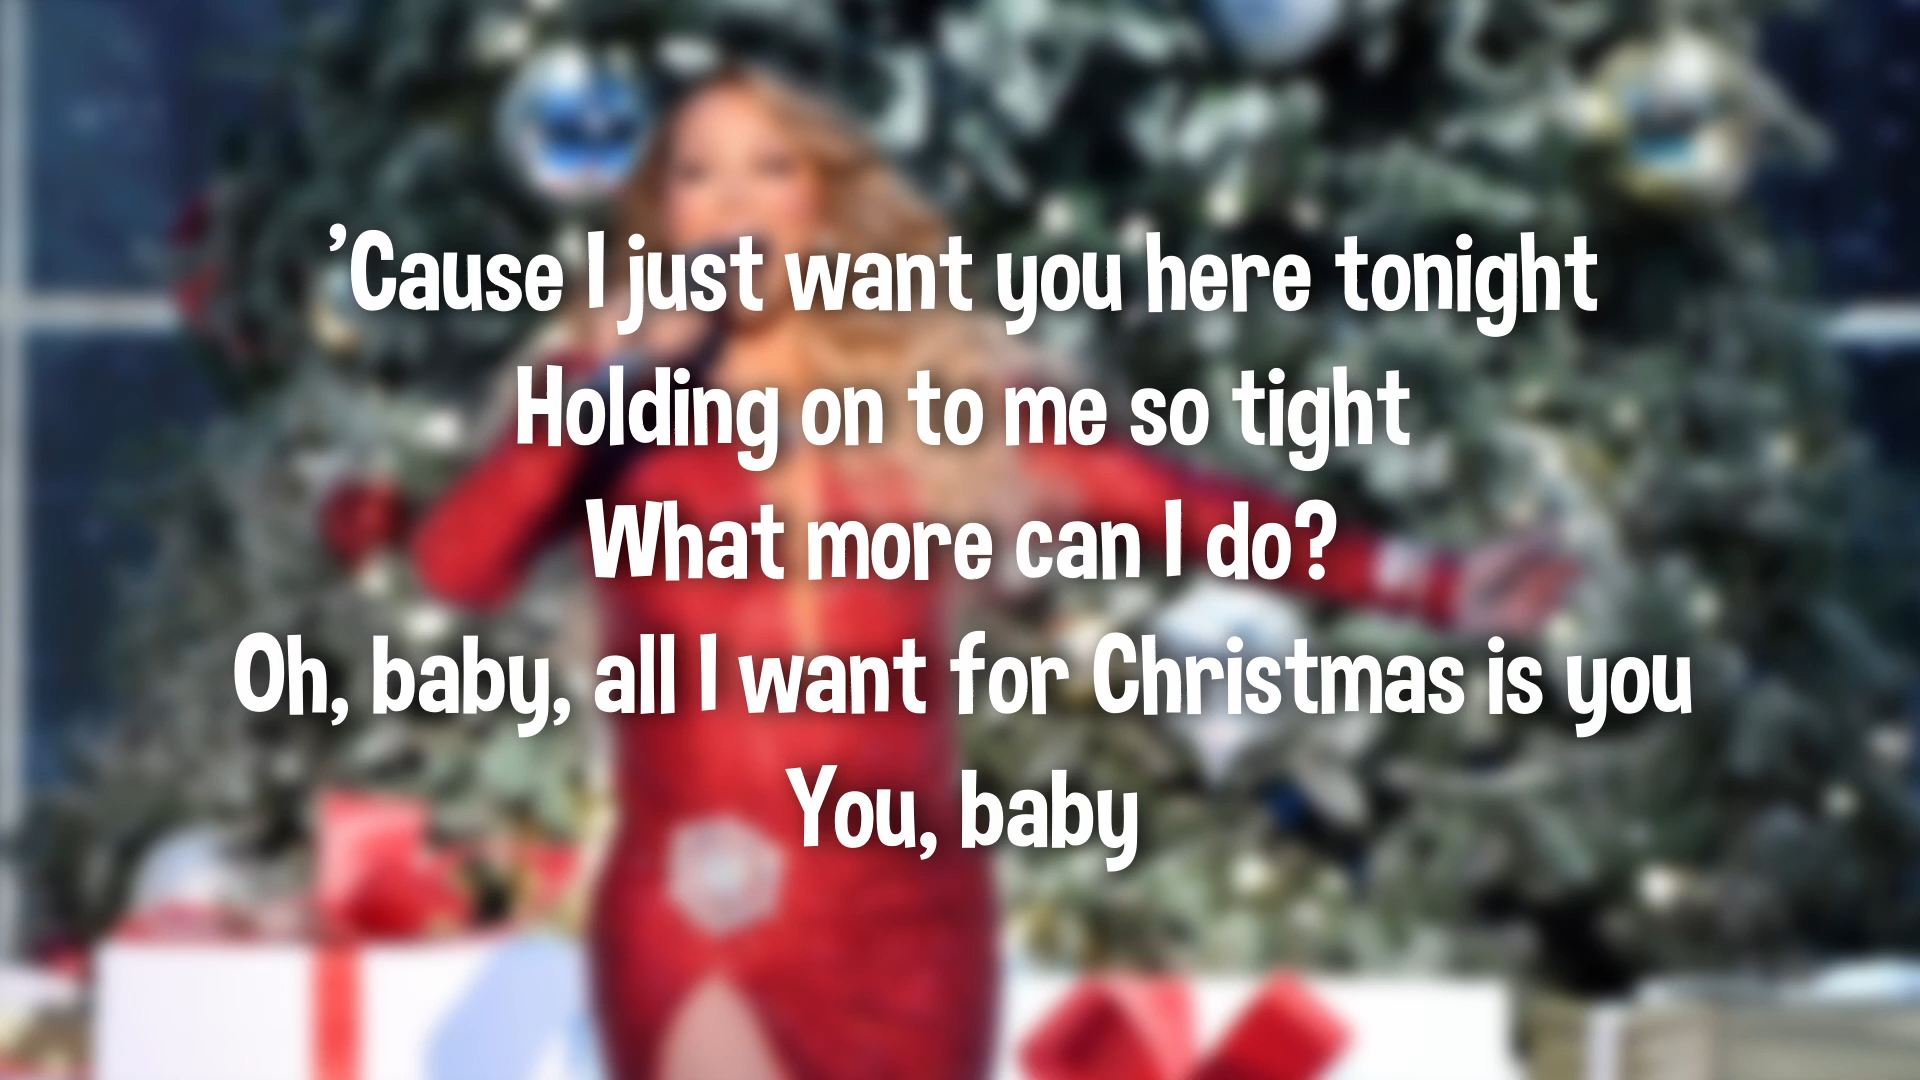 ’Cause I just want you here tonight
Holding on to me so tight
What more can I do?
Oh, baby, all I want for Christmas is you
You, baby